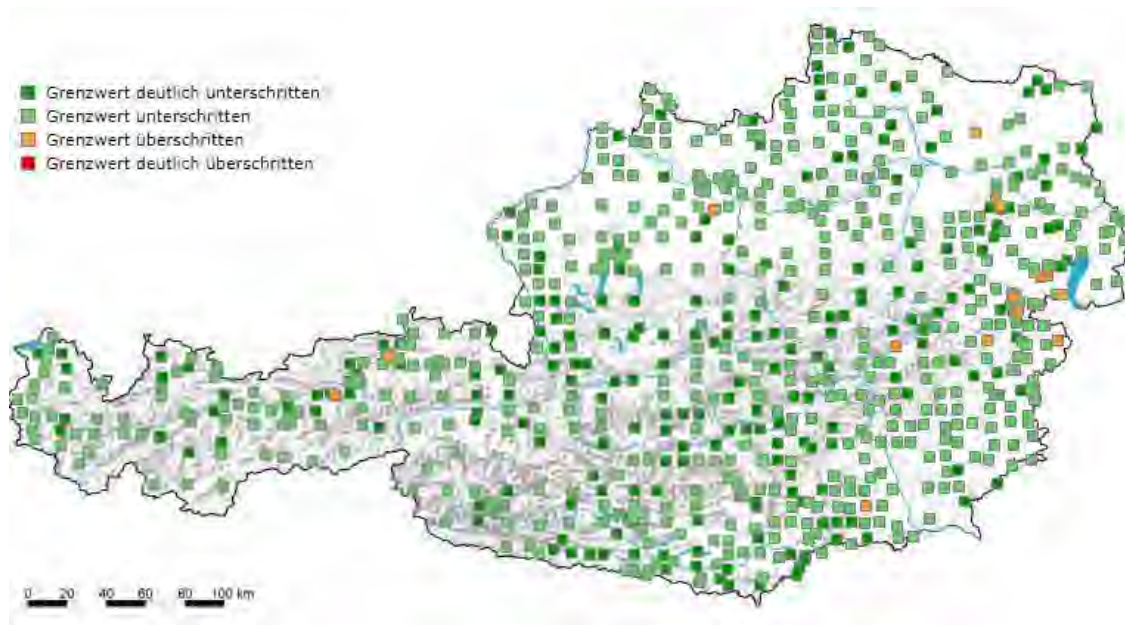 Grenzwert deutlich unterschritten
Grenzwert unterschritten
Grenzwert überschritten
Grenzwert deutlich überschritten
0 20 40 60 80 100 km